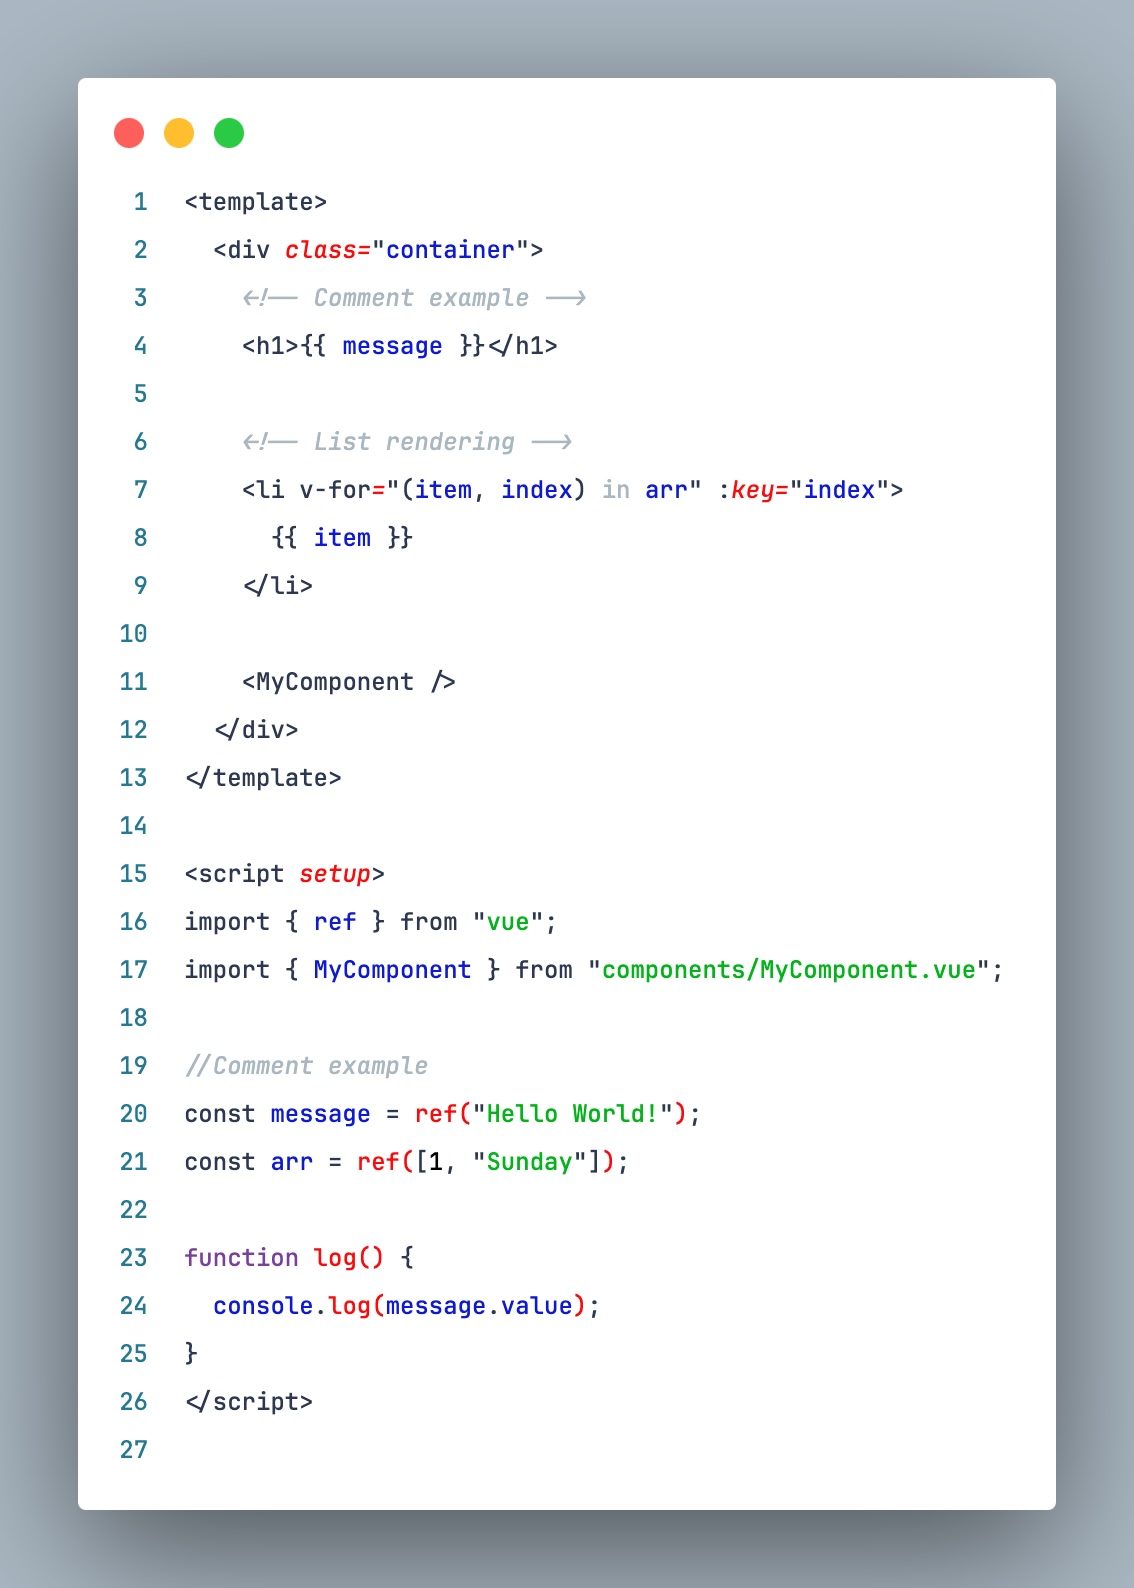 1 <template>
2   <div class="container">
3     <!-- Comment example -->
4     <h1>{{ message }}</h1>
5
6     <!-- List rendering -->
7     <li v-for="(item, index) in arr" :key="index">
8       {{ item }}
9     </li>
10
11     <MyComponent />
12   </div>
13 </template>
14
15 <script setup>
16 import { ref } from "vue";
17 import { MyComponent } from "components/MyComponent.vue";
18
19 //Comment example
20 const message = ref("Hello World!");
21 const arr = ref([1, "Sunday"]);
22
23 function log() {
24   console.log(message.value);
25 }
26 </script>
27